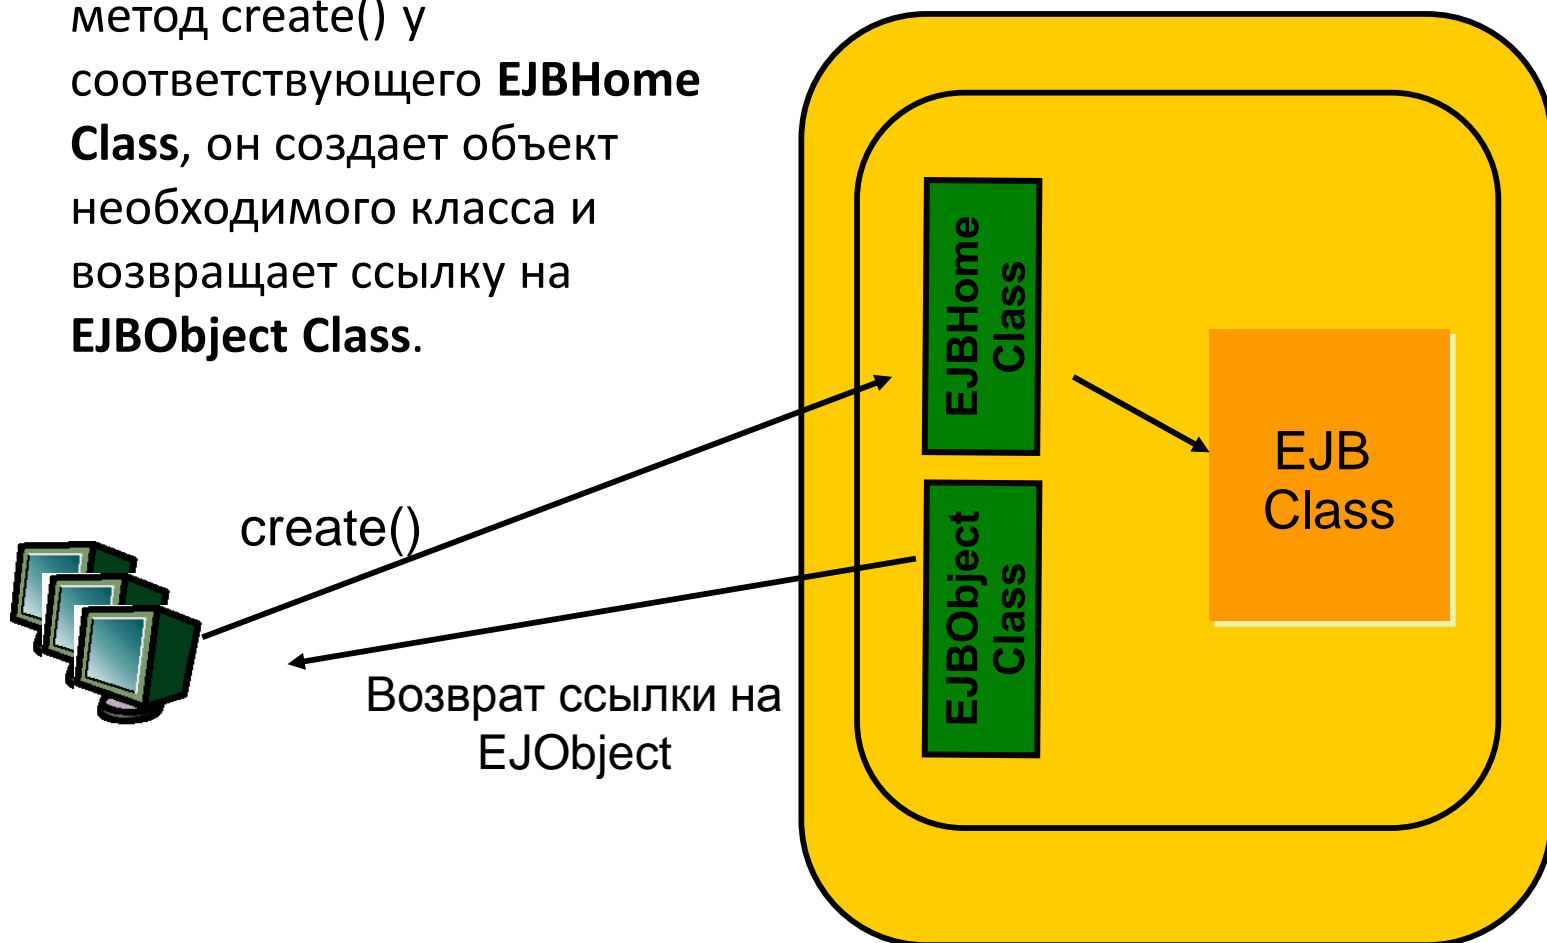 метод create() у
соответствующего EJBHome
Class, он создает объект
необходимого класса и
возвращает ссылку на
EJBObject Class.
EJBHome
Class
EJB
Class
create()
EJBObject
Class
Возврат ссылки на
EJObject